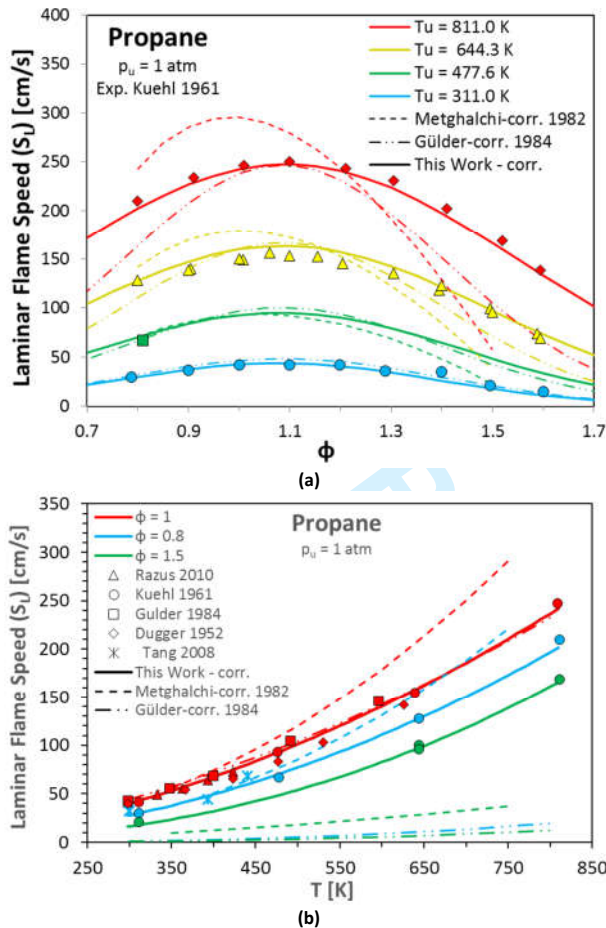 400
350
300
250
200
150
100
50
0
Laminar Flame Speed (S_L) [cm/s]
Propane
p_u = 1 atm
Exp. Kuehl 1961
Tu = 811.0 K
Tu = 644.3 K
Tu = 477.6 K
Tu = 311.0 K
Metghalchi-corr. 1982
Gülder-corr. 1984
This Work - corr.
0.7 0.9 1.1 1.3 1.5 1.7
ϕ
(a)
350
300
250
200
150
100
50
0
Laminar Flame Speed (S_L) [cm/s]
Propane
p_u = 1 atm
ϕ = 1
ϕ = 0.8
ϕ = 1.5
Razus 2010
Kuehl 1961
Gulder 1984
Dugger 1952
Tang 2008
This Work - corr.
Metghalchi-corr. 1982
Gülder-corr. 1984
250 350 450 550 650 750 850
T [K]
(b)